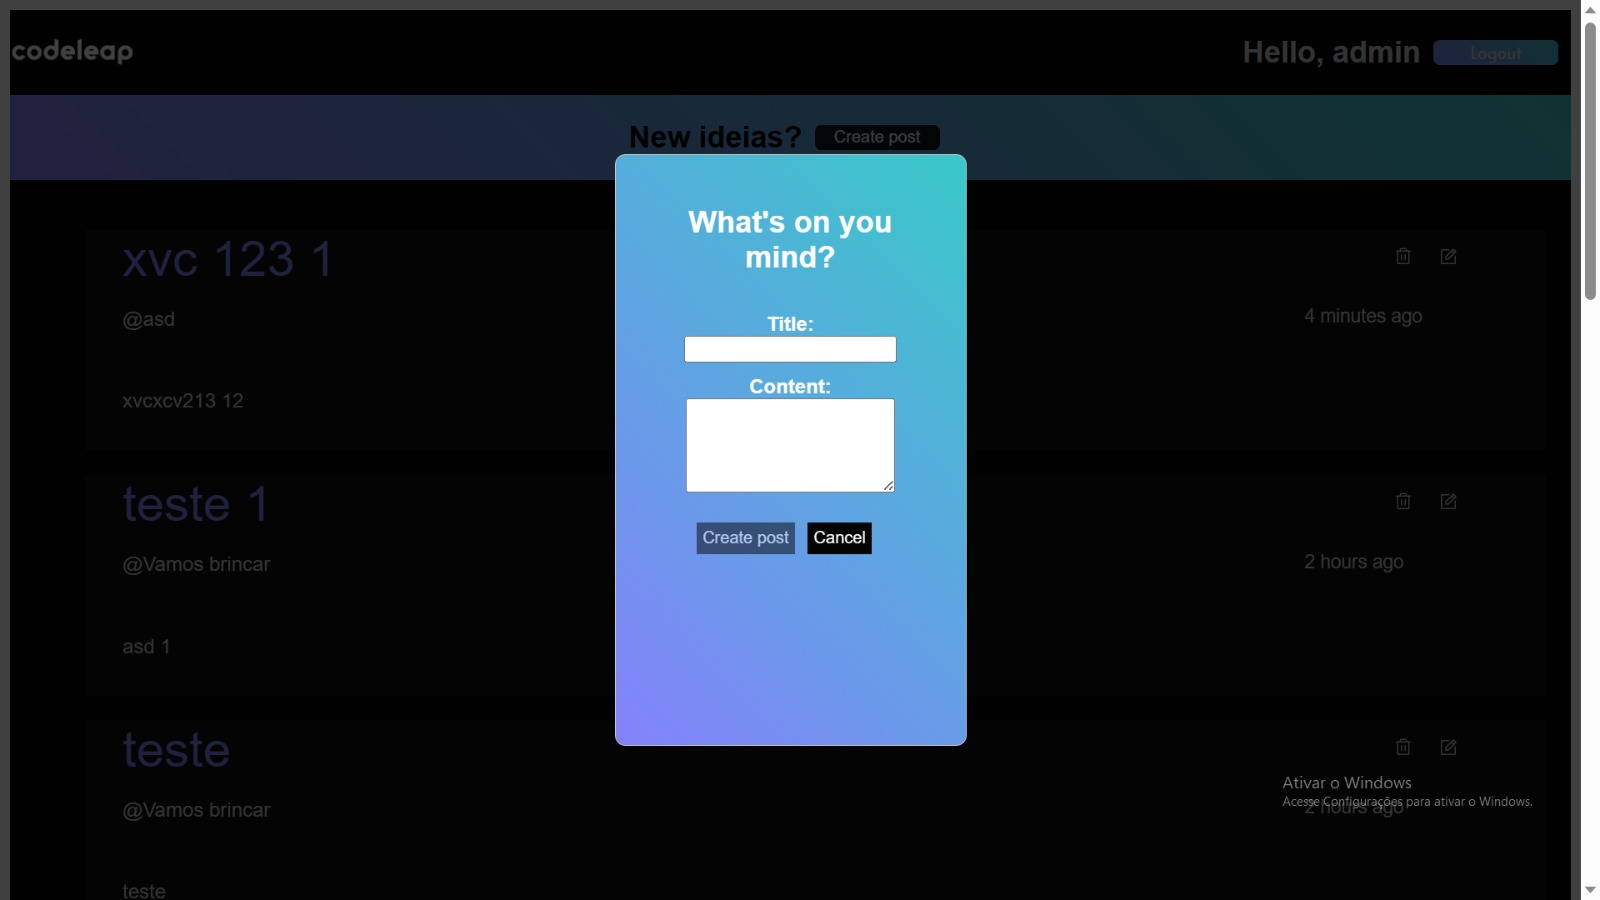 codeleap
Hello, admin
Logout
New ideias?
Create post
What's on you
mind?
Title:
Content:
Create post
Cancel
xvc 123 1
@asd
4 minutes ago
xvcxcv213 12
teste 1
@Vamos brincar
2 hours ago
asd 1
teste
@Vamos brincar
2 hours ago
teste
Ativar o Windows
Acesse Configurações para ativar o Windows.